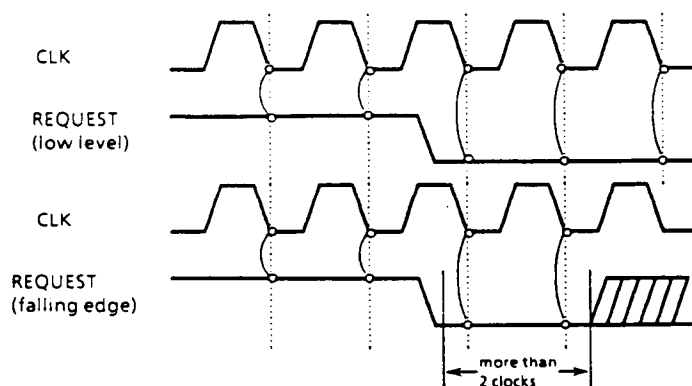 CLK
REQUEST
(low level)
CLK
REQUEST
(falling edge)
more than
2 clocks